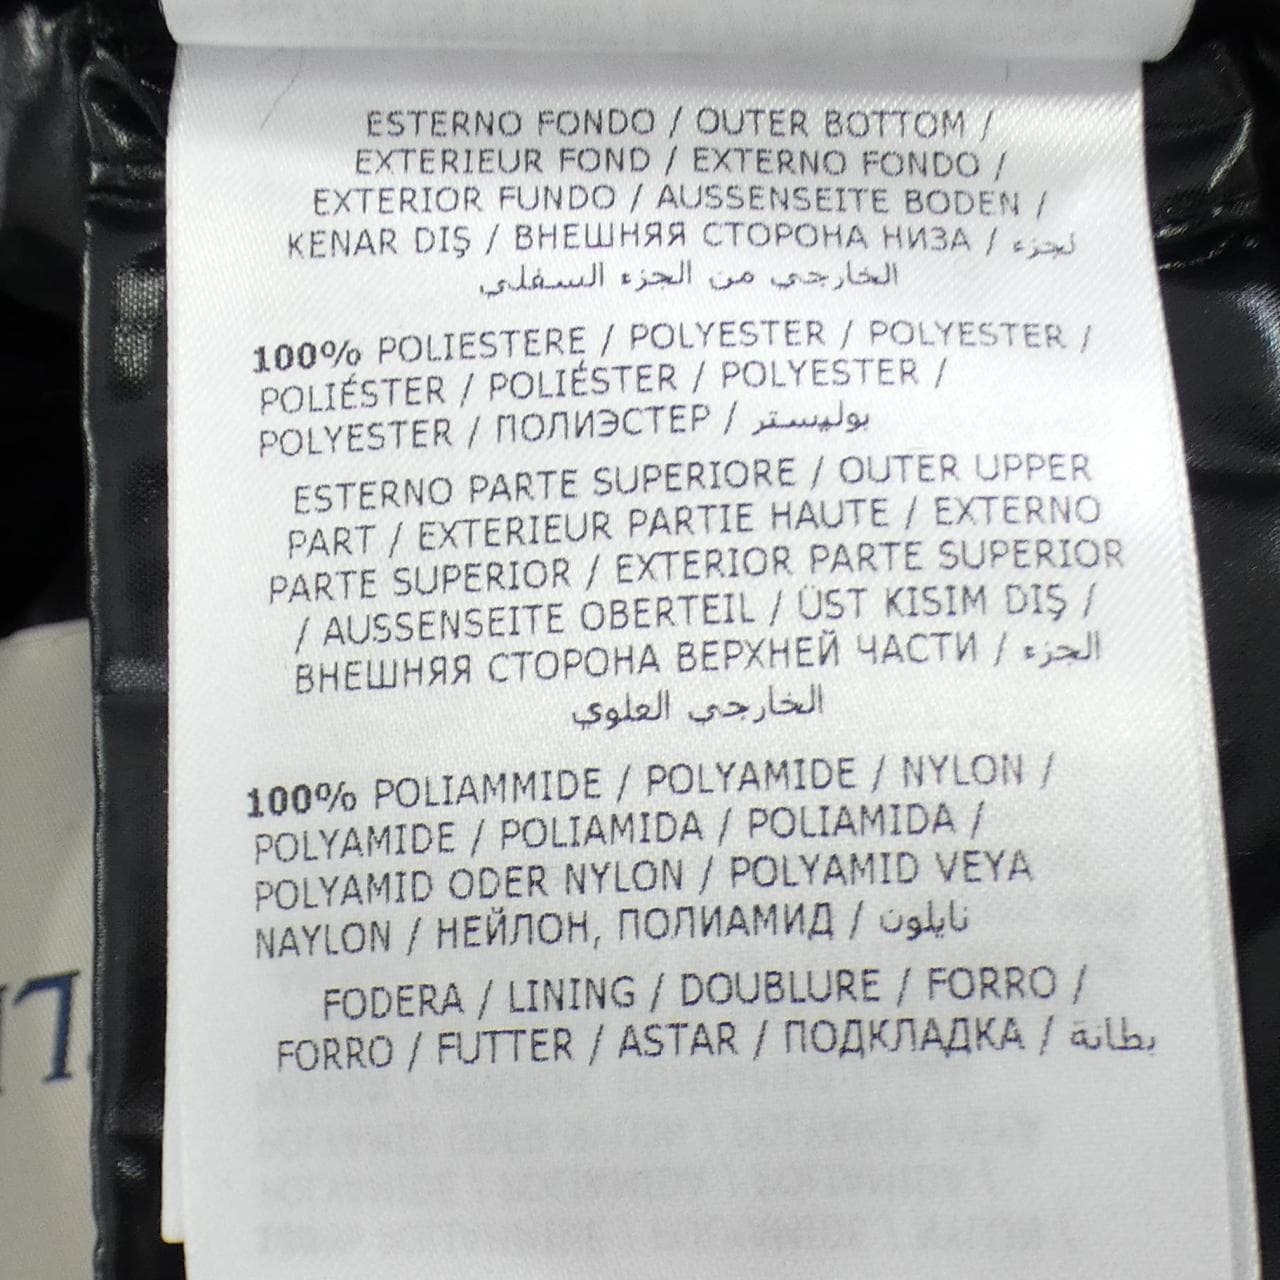 ESTERNO FONDO / OUTER BOTTOM /
EXTERIEUR FOND / EXTERNO FONDO /
EXTERIOR FUNDO / AUSSENSEITE BODEN /
KENAR DIŞ / ВНЕШНЯЯ СТОРОНА НИЗА / لجزء
الخارجي من الجزء السفلي
100% POLIESTERE / POLYESTER / POLYESTER /
POLIÉSTER / POLIÉSTER / POLYESTER /
POLYESTER / ПОЛИЭСТЕР / بوليستر
ESTERNO PARTE SUPERIORE / OUTER UPPER
PART / EXTERIEUR PARTIE HAUTE / EXTERNO
PARTE SUPERIOR / EXTERIOR PARTE SUPERIOR
/ AUSSENSEITE OBERTEIL / ÜST KISIM DIŞ /
ВНЕШНЯЯ СТОРОНА ВЕРХНЕЙ ЧАСТИ / الجزء
الخارجي العلوي
100% POLIAMMIDE / POLYAMIDE / NYLON /
POLYAMIDE / POLIAMIDA / POLIAMIDA /
POLYAMID ODER NYLON / POLYAMID VEYA
NAYLON / НЕЙЛОН, ПОЛИАМИД / نايلون
FODERA / LINING / DOUBLURE / FORRO /
FORRO / FUTTER / ASTAR / ПОДКЛАДКА / بطانة